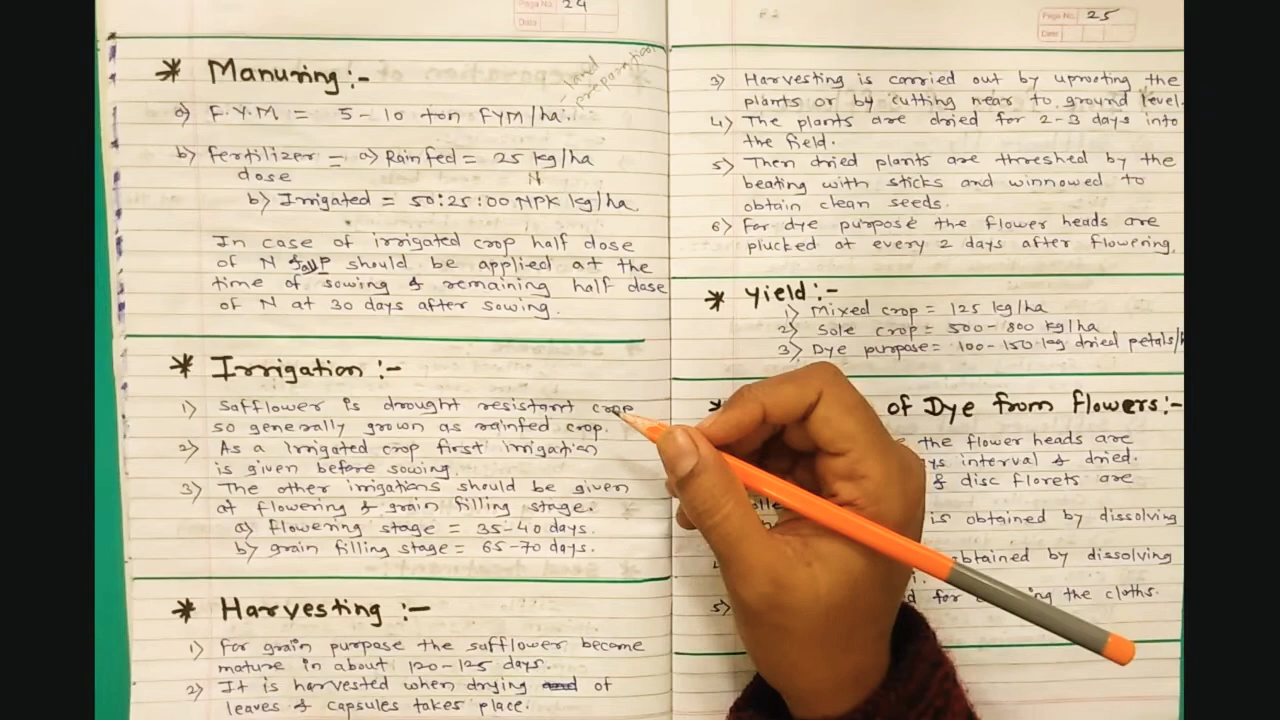 Page No. 24
Date
* Manuring :-
- land
preparation
a) F.Y.M = 5-10 ton FYM/ha.
b) Fertilizer = a) Rainfed = 25 kg/ha
dose N
b) Irrigated = 50:25:00 NPK kg/ha
In case of irrigated crop half dose
of N & all P should be applied at the
time of sowing & remaining half dose
of N at 30 days after sowing.
* Irrigation :-
1) Safflower is drought resistant crop
so generally grown as rainfed crop.
2) As a irrigated crop first irrigation
is given before sowing.
3) The other irrigations should be given
at flowering & grain filling stage.
a) flowering stage = 35-40 days.
b) grain filling stage = 65-70 days.
* Harvesting :-
1) For grain purpose the safflower become
mature in about 120-125 days.
2) It is harvested when drying of
leaves & capsules takes place.
Page No. 25
Date
3) Harvesting is carried out by uprooting the
plants or by cutting near to ground level.
4) The plants are dried for 2-3 days into
the field.
5) Then dried plants are threshed by the
beating with sticks and winnowed to
obtain clean seeds.
6) For dye purpose the flower heads are
plucked at every 2 days after flowering.
* Yield :-
1) Mixed crop = 125 kg/ha
2) Sole crop = 500-800 kg/ha
3) Dye purpose = 100-150 kg dried petals/h
* of Dye from flowers :-
the flower heads are
interval & dried.
& disc florets are
is obtained by dissolving
obtained by dissolving
5) for the cloths.